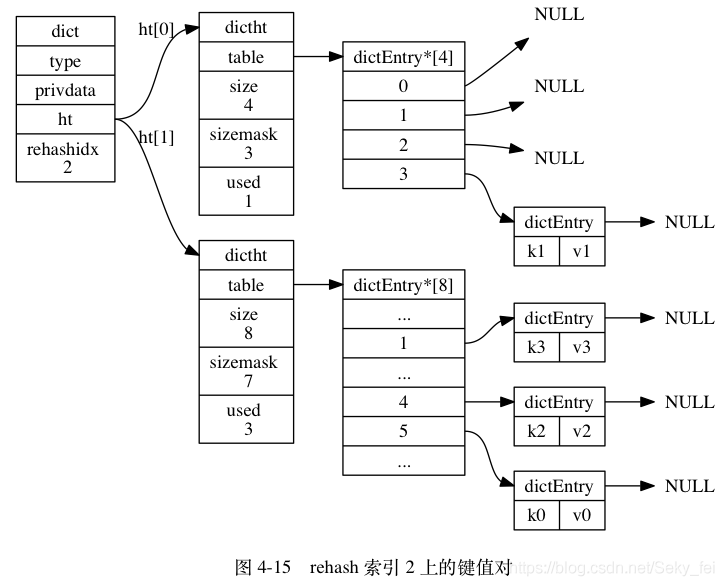 dict
type
privdata
ht
rehashidx
2
ht[0]
ht[1]
dictht
table
size
4
sizemask
3
used
1
dictEntry*[4]
0
1
2
3
NULL
NULL
NULL
dictEntry
k1 v1
NULL
dictht
table
size
8
sizemask
7
used
3
dictEntry*[8]
...
1
...
4
5
...
dictEntry
k3 v3
NULL
dictEntry
k2 v2
NULL
dictEntry
k0 v0
NULL
图 4-15 rehash 索引 2 上的键值对
https://blog.csdn.net/Seky_fei